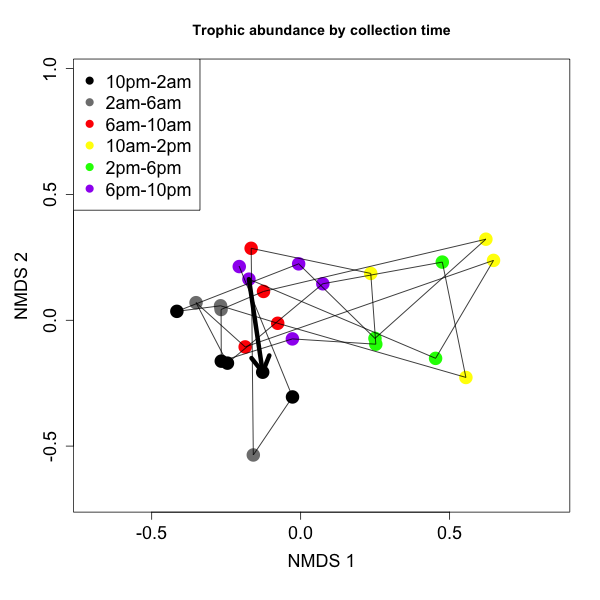 Trophic abundance by collection time
10pm-2am
2am-6am
6am-10am
10am-2pm
2pm-6pm
6pm-10pm
1.0
0.5
0.0
-0.5
NMDS 2
-0.5 0.0 0.5
NMDS 1